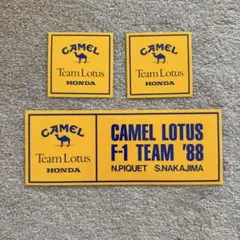 CAMEL
Team Lotus
HONDA
CAMEL
Team Lotus
HONDA
CAMEL
Team Lotus
HONDA
CAMEL LOTUS
F-1 TEAM '88
N.PIQUET S.NAKAJIMA